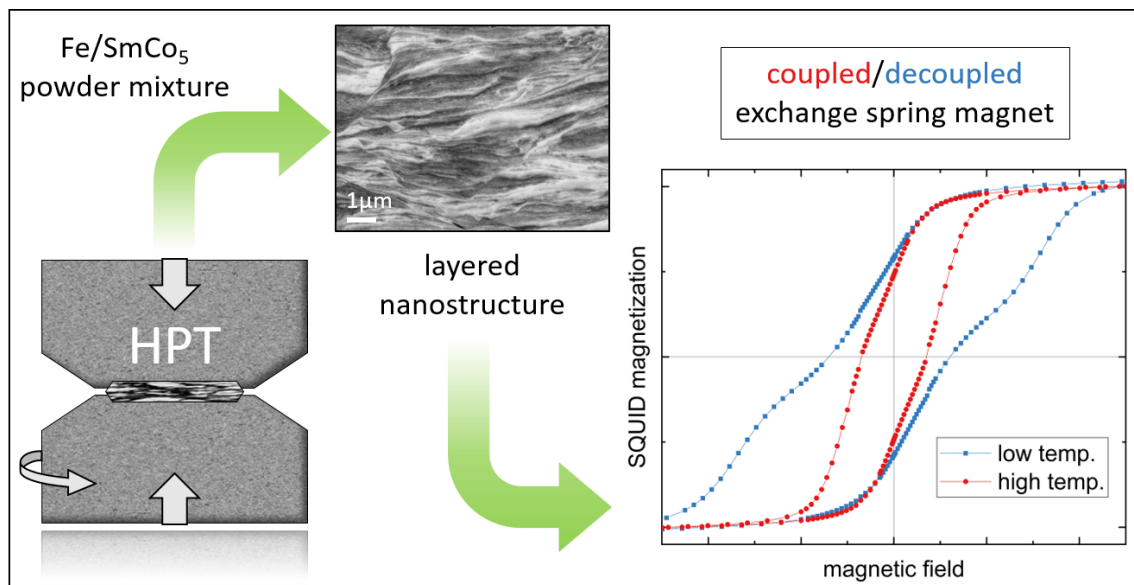 Fe/SmCo₅
powder mixture
HPT
1µm
layered
nanostructure
coupled/decoupled
exchange spring magnet
SQUID magnetization
low temp.
high temp.
magnetic field